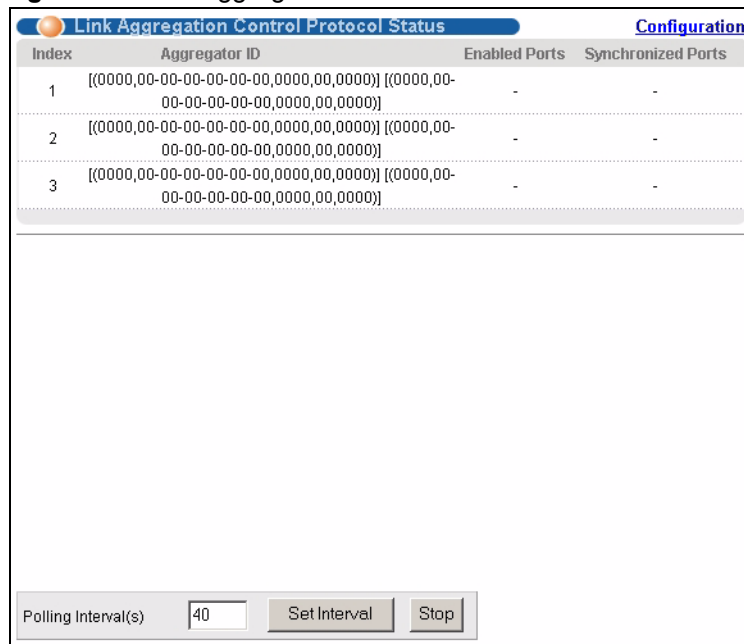 Link Aggregation Control Protocol Status Configuration
Index Aggregator ID Enabled Ports Synchronized Ports
1 [(0000,00-00-00-00-00-00,0000,00,0000)] [(0000,00-
00-00-00-00-00,0000,00,0000)] - -
2 [(0000,00-00-00-00-00-00,0000,00,0000)] [(0000,00-
00-00-00-00-00,0000,00,0000)] - -
3 [(0000,00-00-00-00-00-00,0000,00,0000)] [(0000,00-
00-00-00-00-00,0000,00,0000)] - -
Polling Interval(s) 40 Set Interval Stop